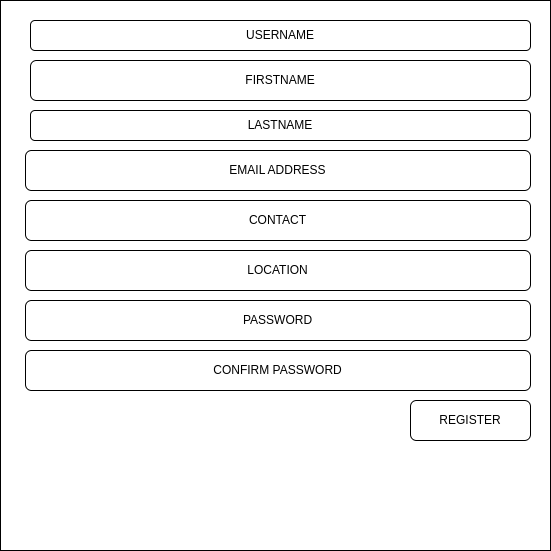 USERNAME
FIRSTNAME
LASTNAME
EMAIL ADDRESS
CONTACT
LOCATION
PASSWORD
CONFIRM PASSWORD
REGISTER